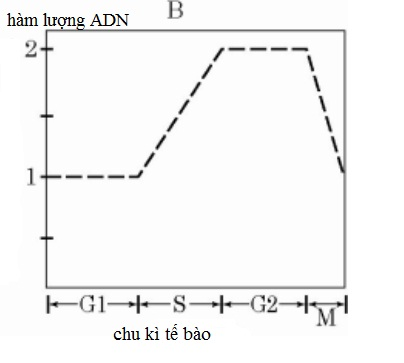 hàm lượng ADN
B
2
1
G1 S G2 M
chu kì tế bào